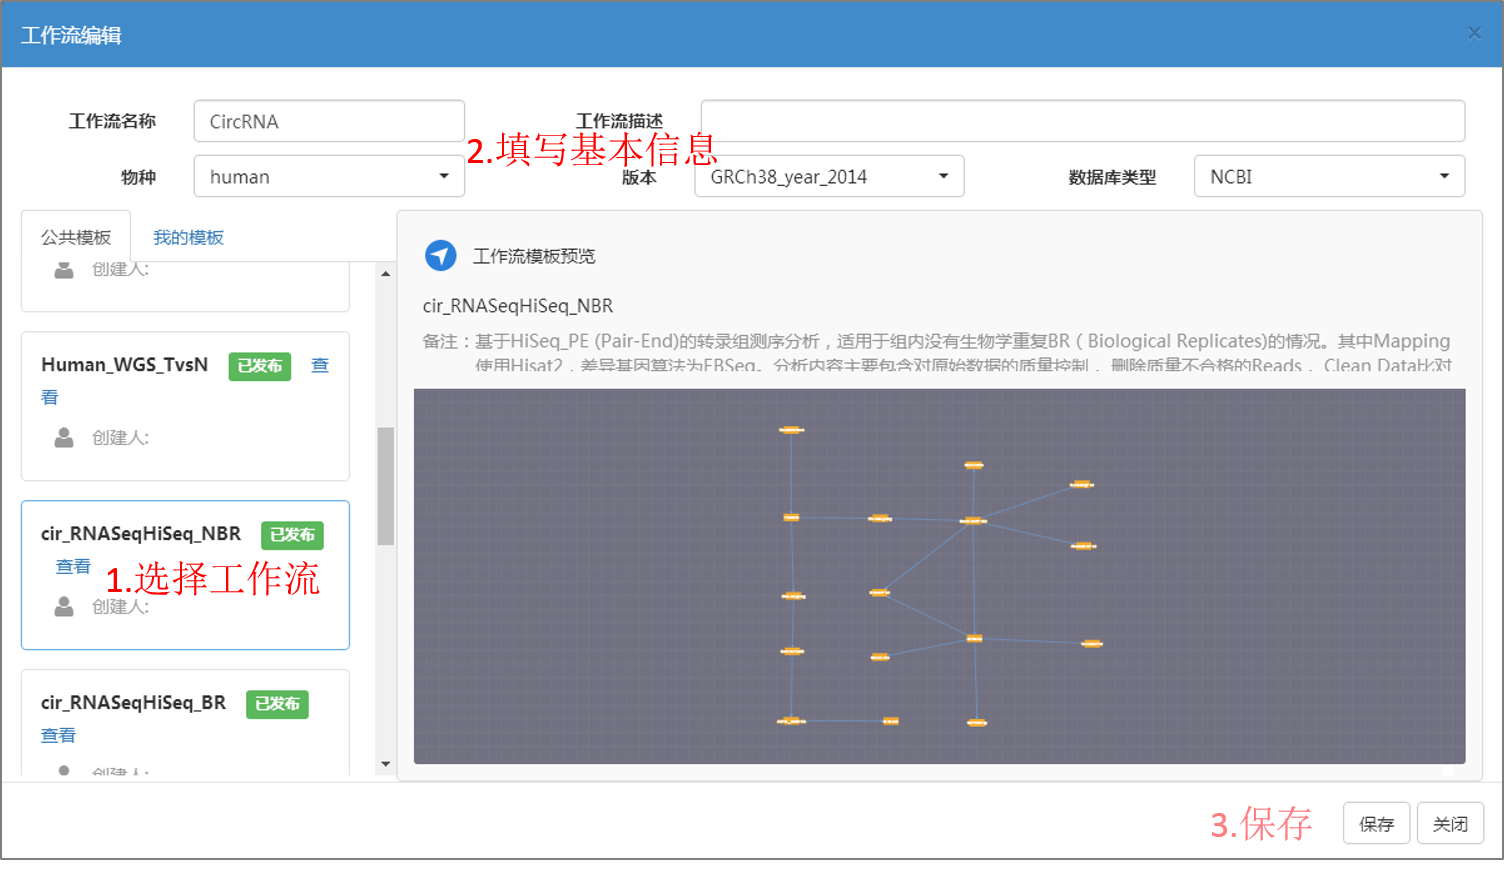 工作流编辑
×
工作流名称 CircRNA 工作流描述
2.填写基本信息
物种 human 版本 GRCh38_year_2014 数据库类型 NCBI
公共模板 我的模板
创建人:
Human_WGS_TvsN 已发布 查
看
创建人:
cir_RNASeqHiSeq_NBR 已发布
查看
1.选择工作流
创建人:
cir_RNASeqHiSeq_BR 已发布
查看
创建人:
工作流模板预览
cir_RNASeqHiSeq_NBR
备注：基于HiSeq_PE (Pair-End)的转录组测序分析，适用于组内没有生物学重复BR ( Biological Replicates)的情况。其中Mapping
使用Hisat2，差异基因算法为EBSeq。分析内容主要包含对原始数据的质量控制，删除质量不合格的Reads，Clean Data比对
3.保存
保存 关闭